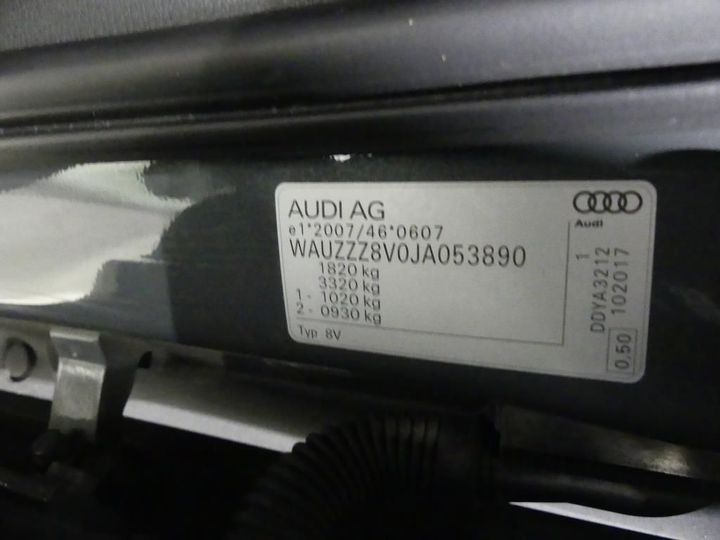 AUDI AG
e1*2007/46*0607
WAUZZZ8V0JA053890
1820 kg
3320 kg
1 - 1020 kg
2 - 0930 kg
Typ 8V
Audi
1
DDYA3212
102017
0.50